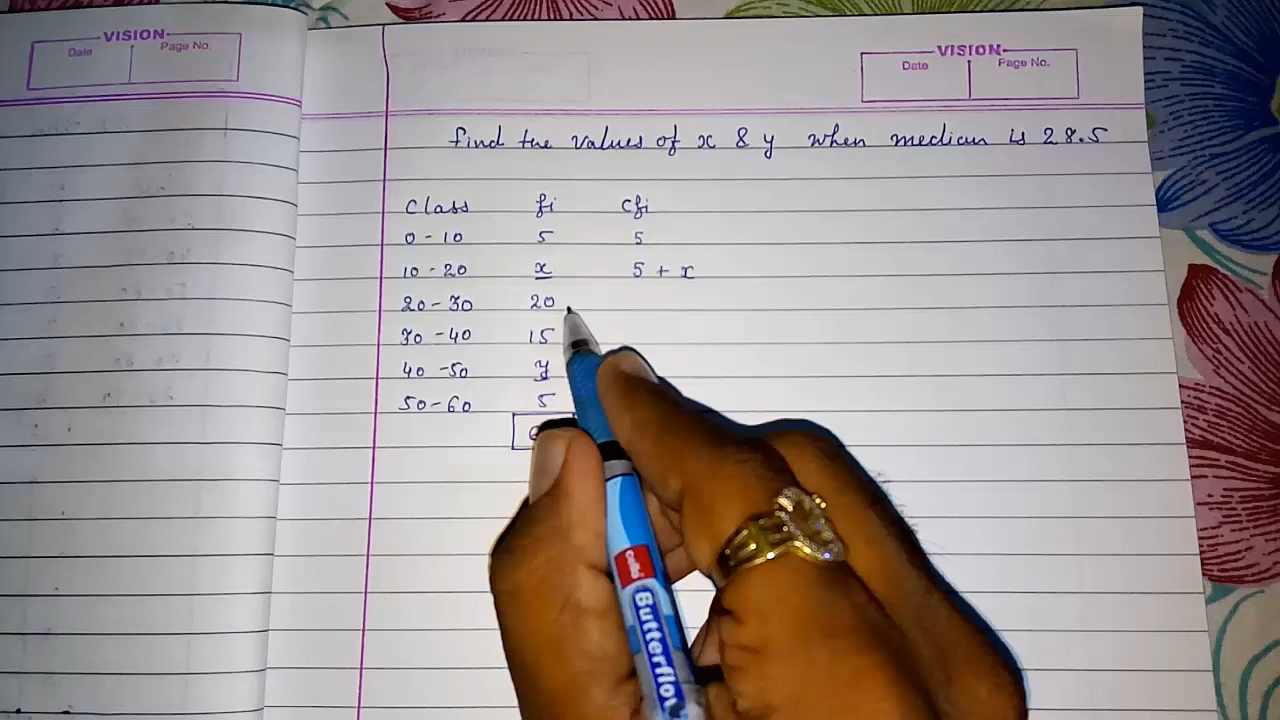 VISION
Date Page No.
VISION
Date Page No.
find the values of x & y when median is 28.5
Class fi Cfi
0-10 5 5
10-20 x 5 + x
20-30 20
30-40 15
40-50 y
50-60 5
Cello
Butterflow